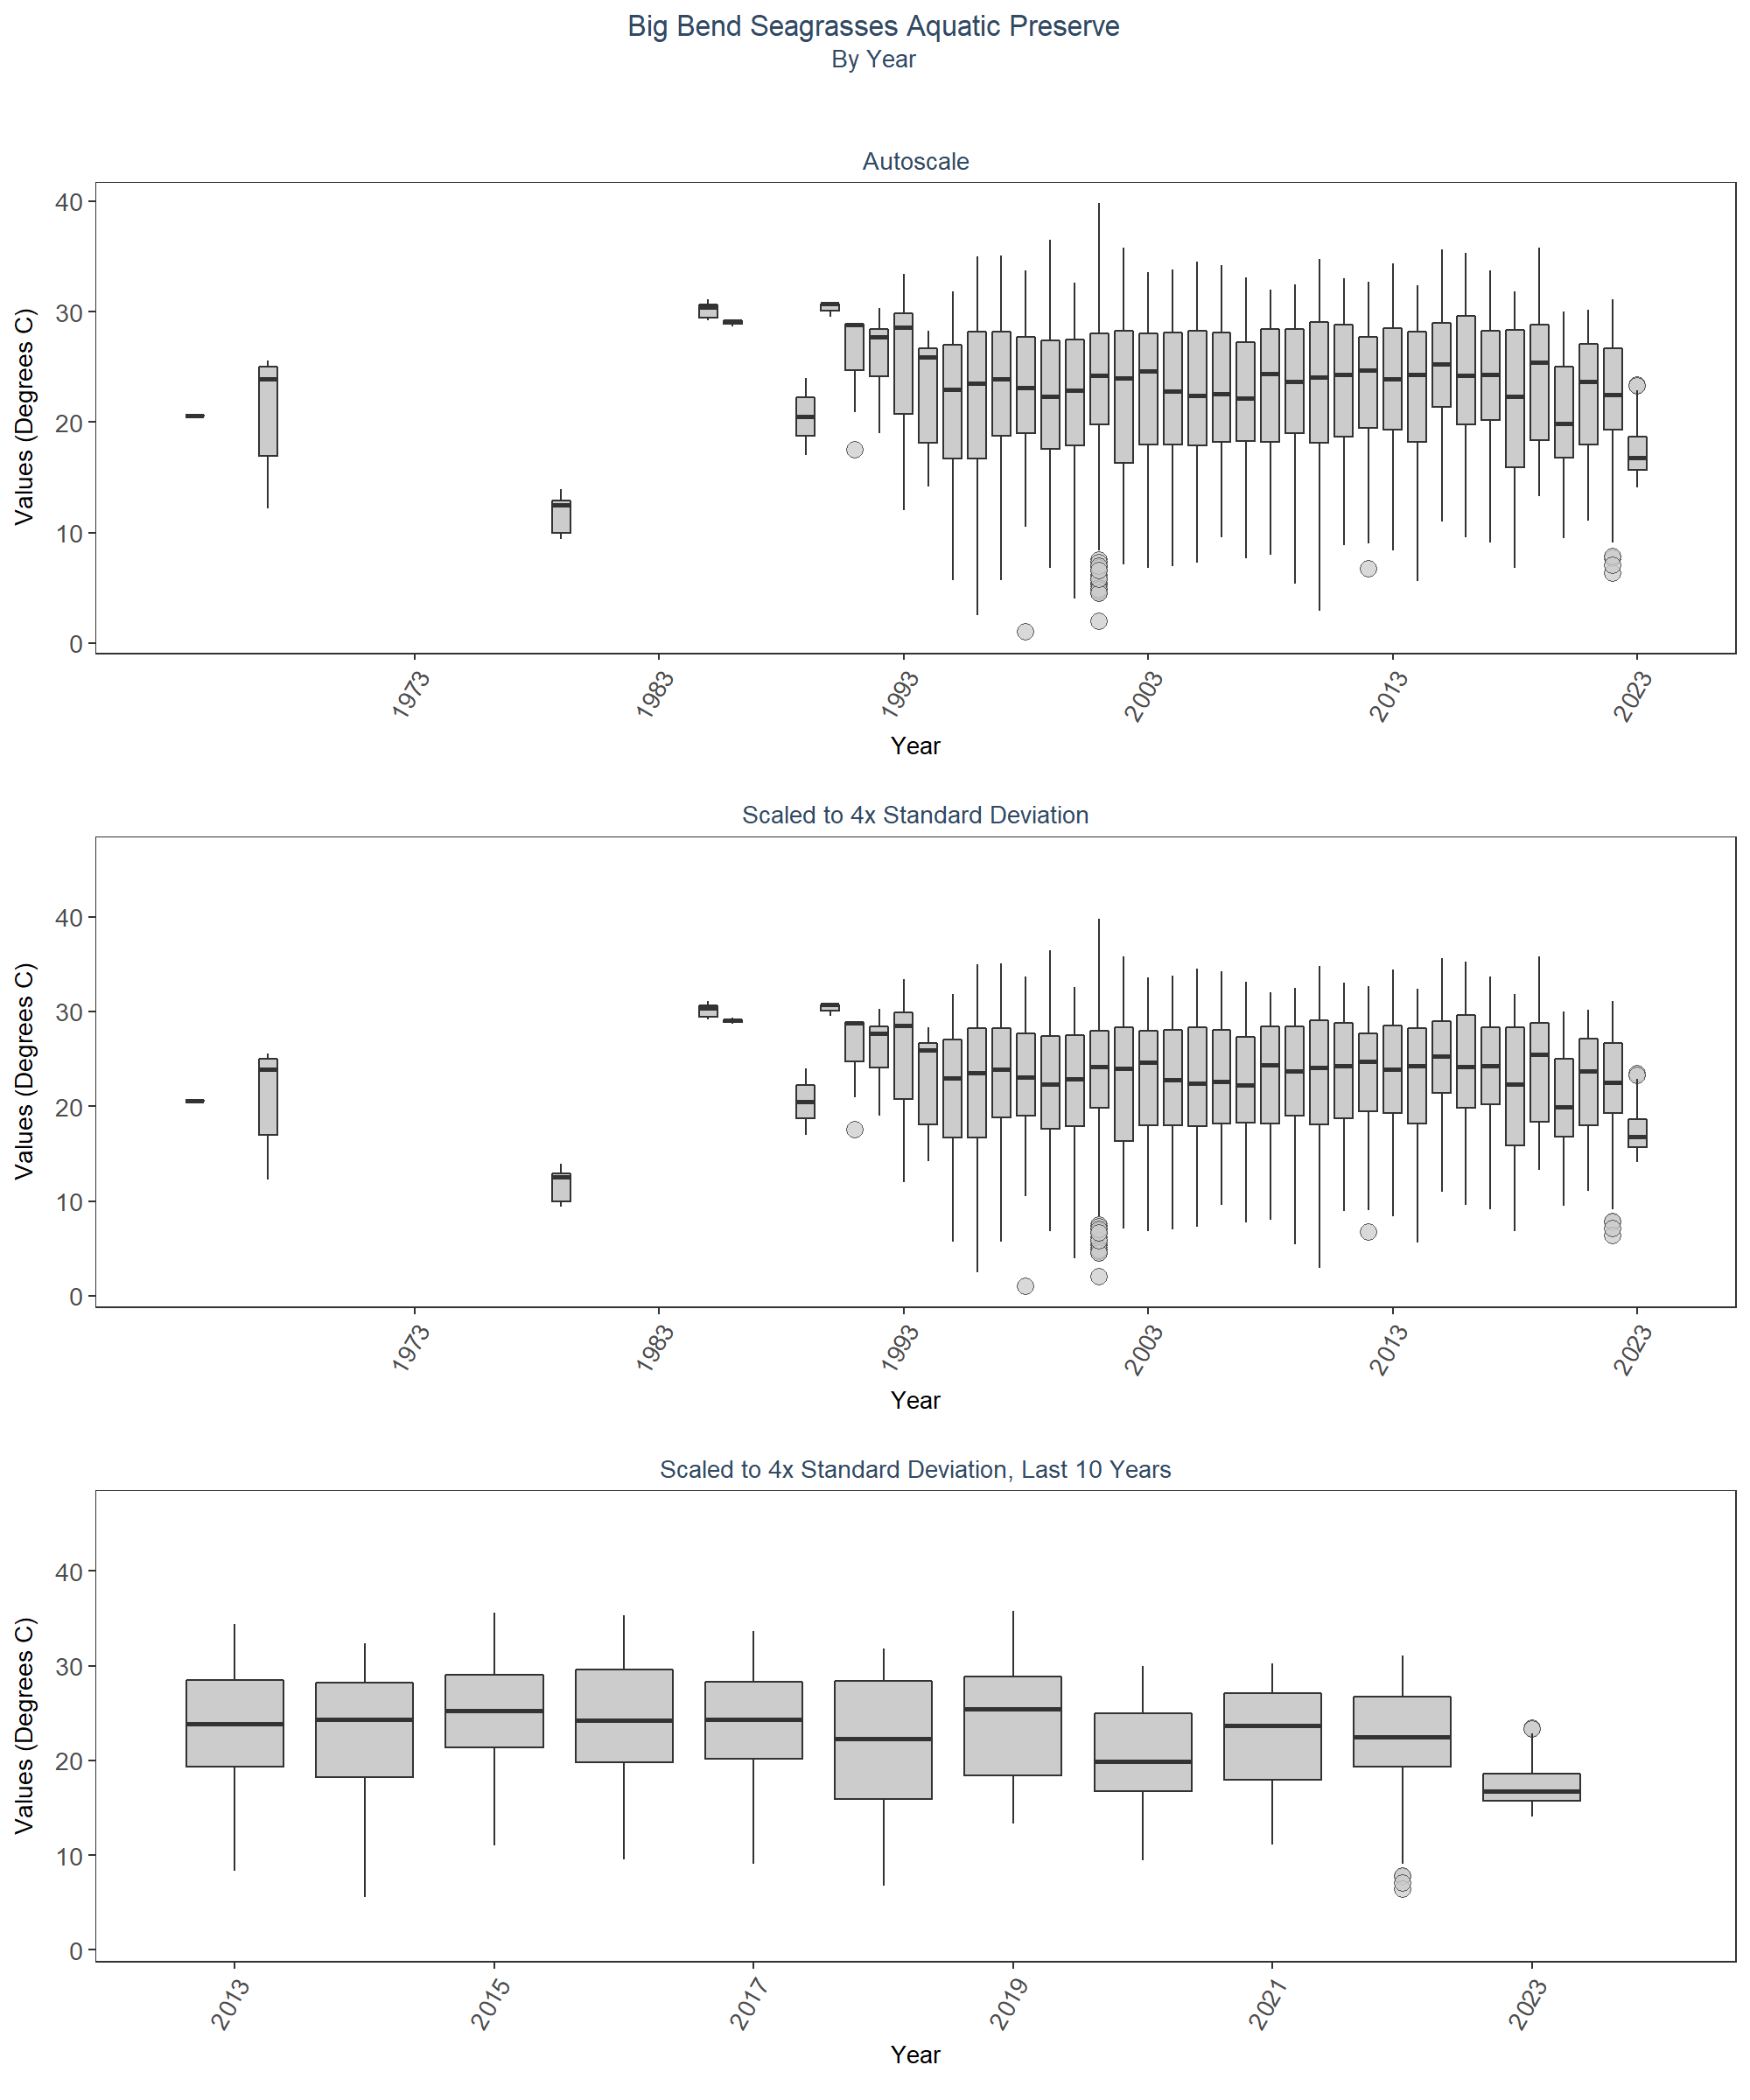 Big Bend Seagrasses Aquatic Preserve
By Year
Autoscale
Values (Degrees C)
40
30
20
10
0
1973 1983 1993 2003 2013 2023
Year
Scaled to 4x Standard Deviation
Values (Degrees C)
40
30
20
10
0
1973 1983 1993 2003 2013 2023
Year
Scaled to 4x Standard Deviation, Last 10 Years
Values (Degrees C)
40
30
20
10
0
2013 2015 2017 2019 2021 2023
Year